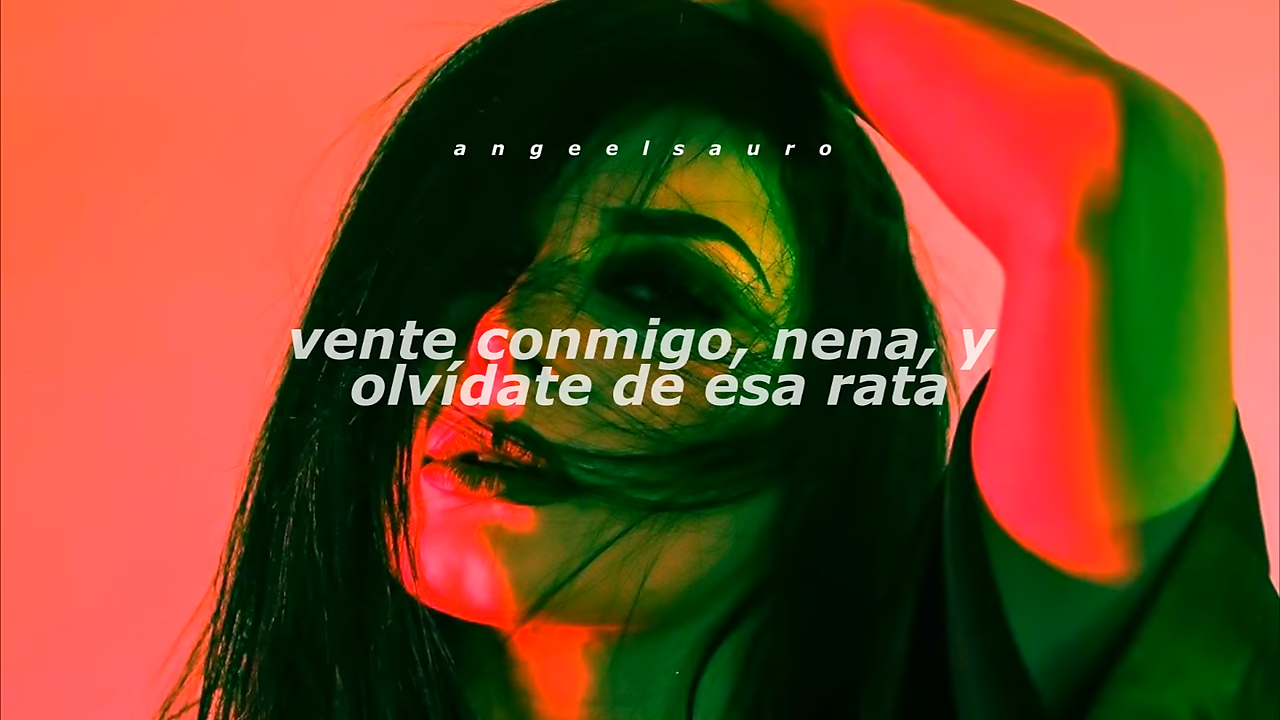 a n g e e l s a u r o
vente conmigo, nena, y
olvídate de esa rata